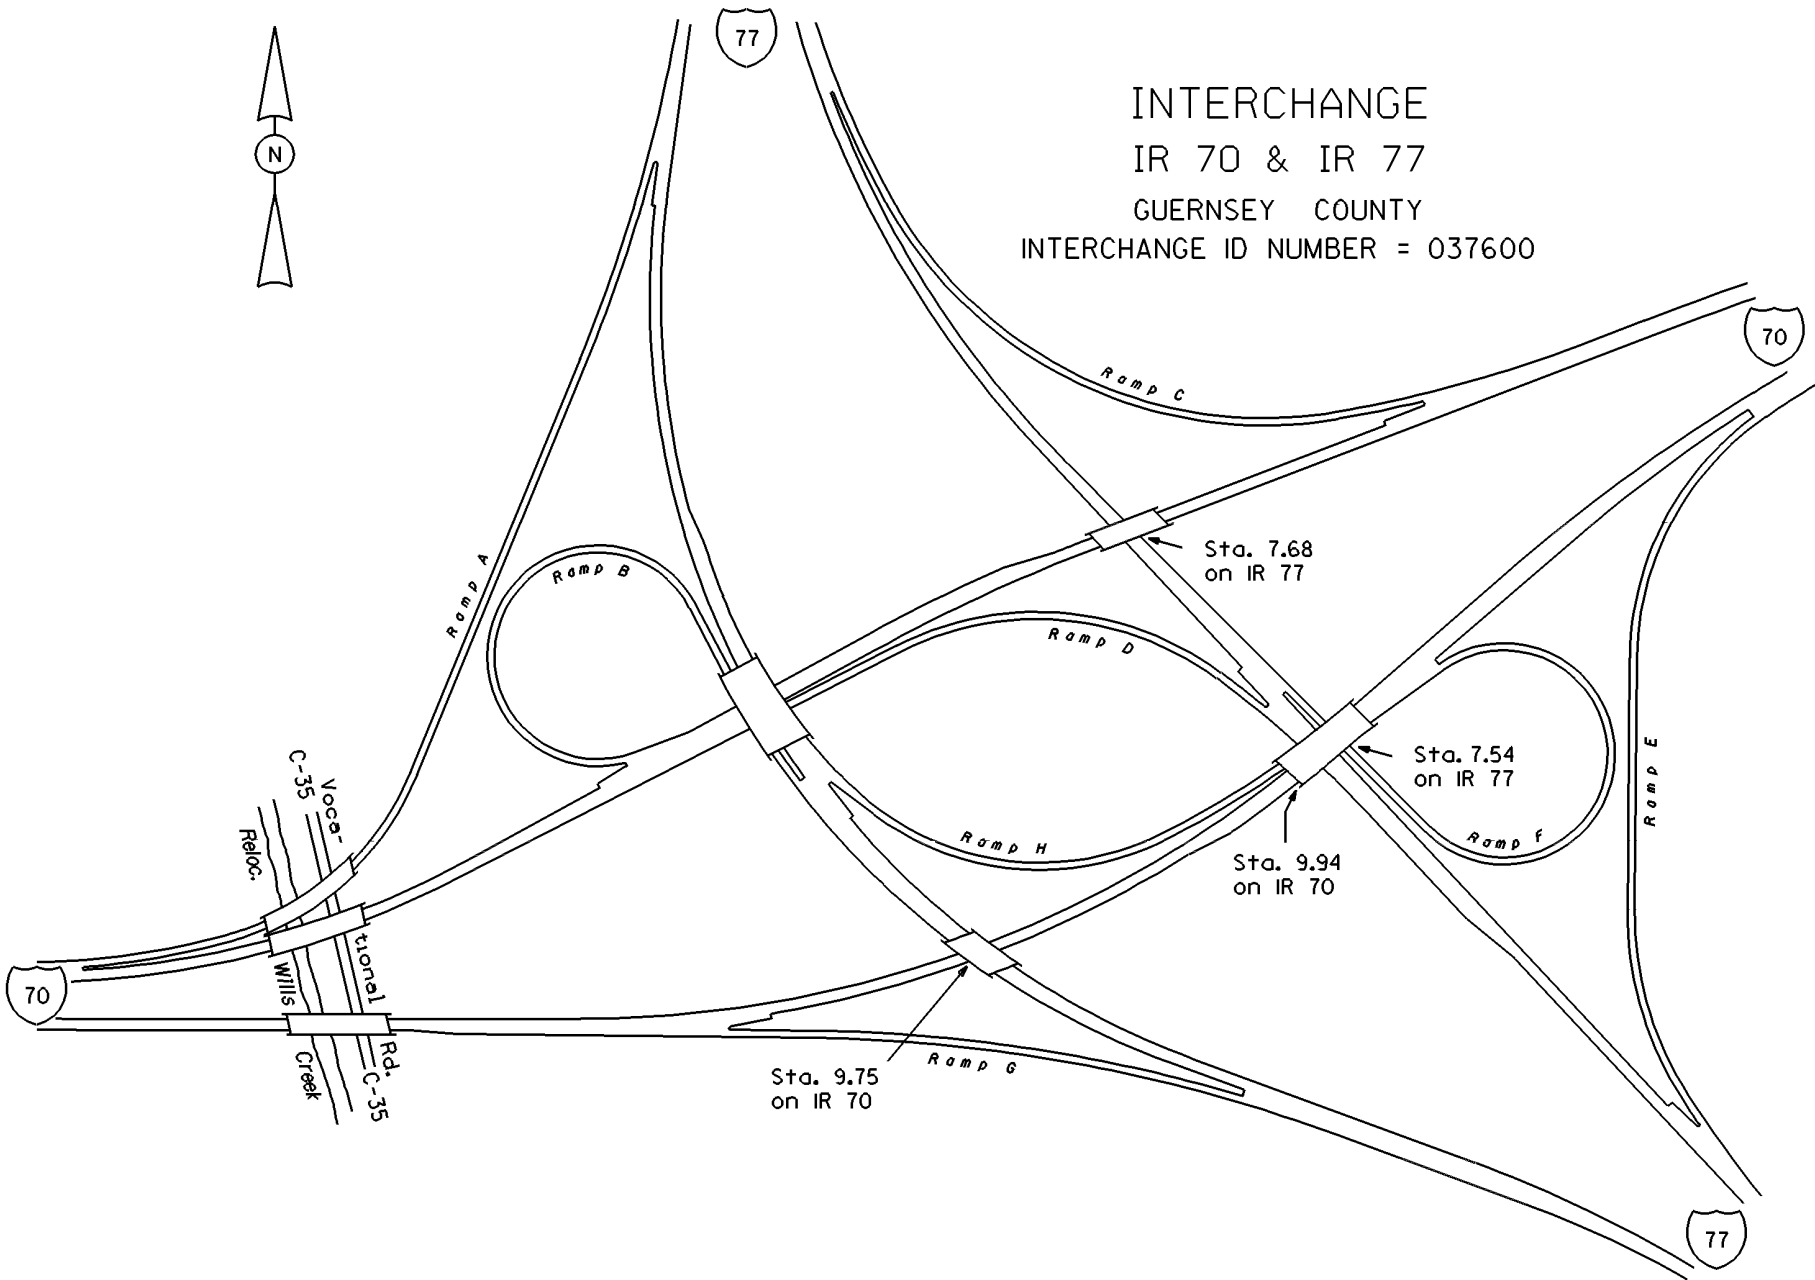 77
INTERCHANGE
IR 70 & IR 77
GUERNSEY COUNTY
INTERCHANGE ID NUMBER = 037600
N
70
Ramp C
Sta. 7.68
on IR 77
Ramp A
Ramp B
Ramp D
Sta. 7.54
on IR 77
Ramp E
Ramp F
Ramp H
Sta. 9.94
on IR 70
C-35
Voca-
tional
Rd.
C-35
Reloc.
Wills
Creek
70
Sta. 9.75
on IR 70
Ramp G
77